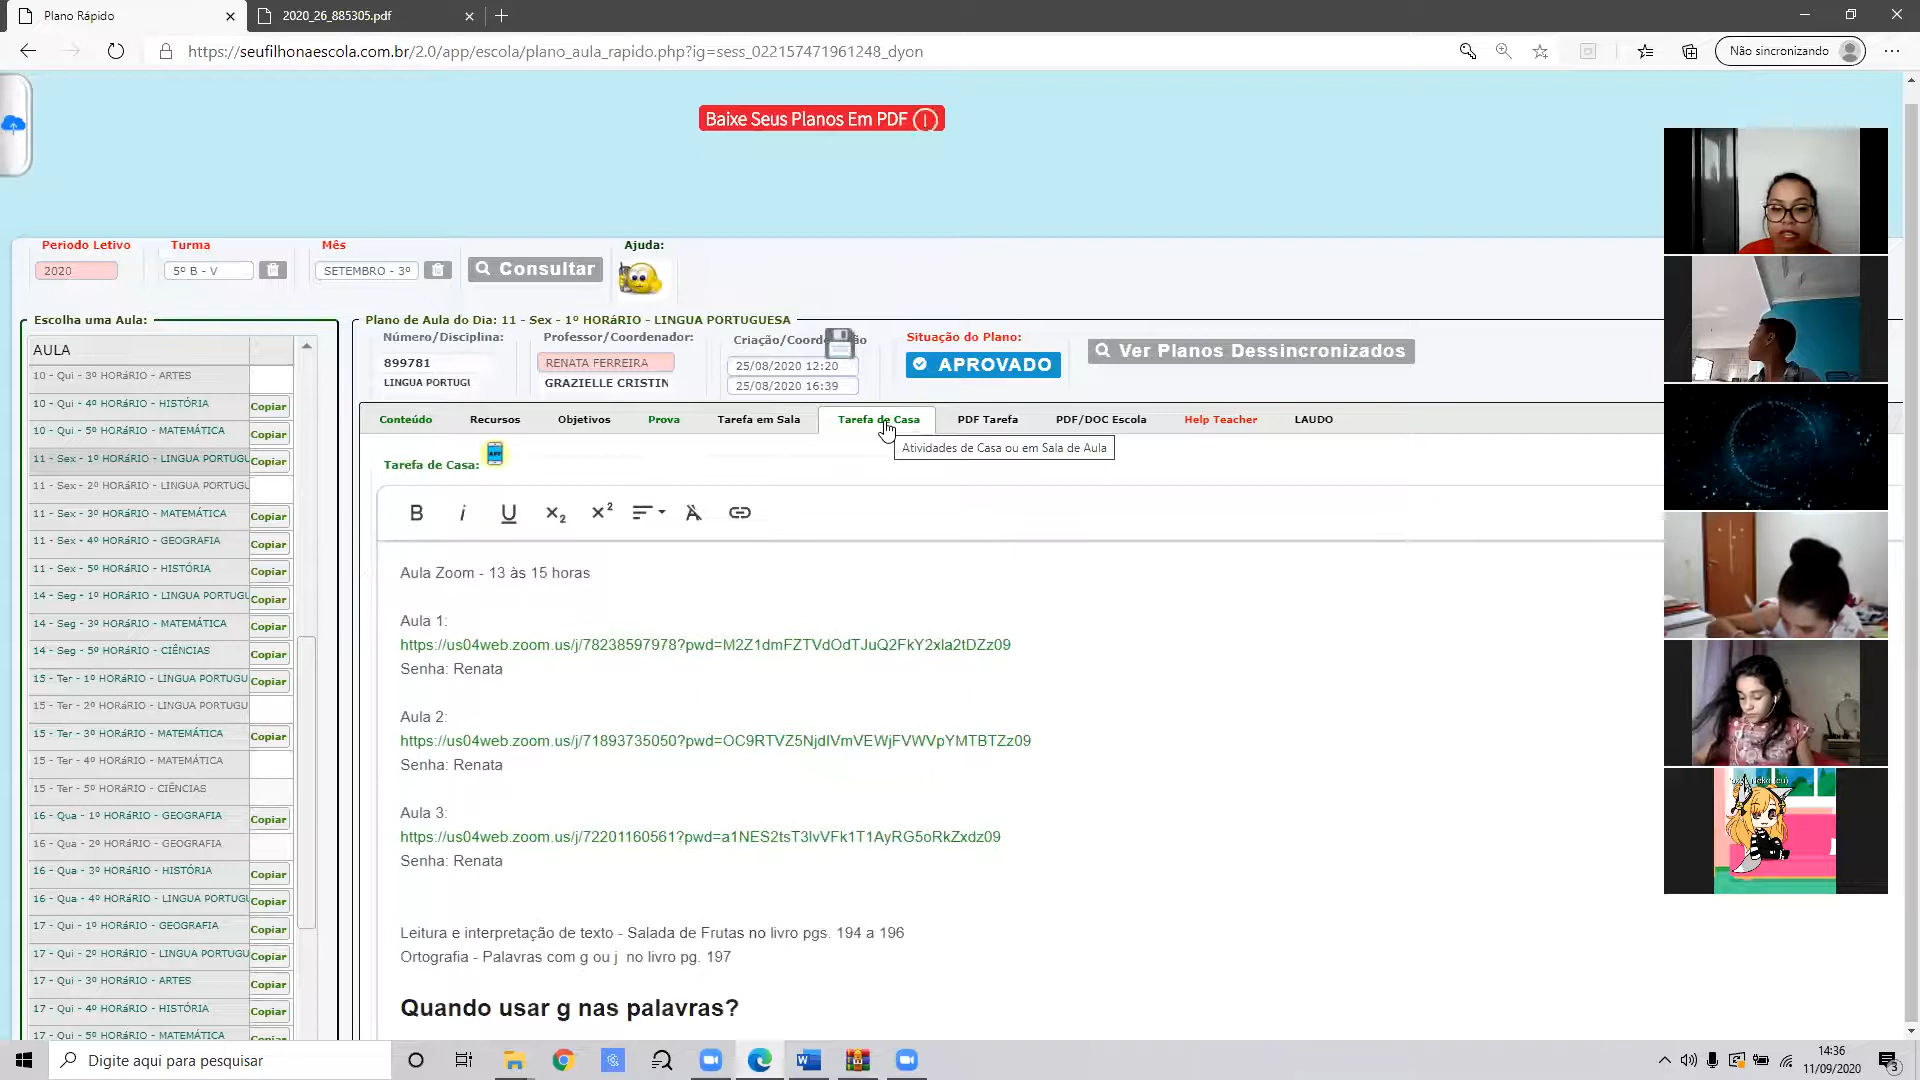 Plano Rápido
2020_26_885305.pdf
https://seufilhonaescola.com.br/2.0/app/escola/plano_aula_rapido.php?ig=sess_022157471961248_dyon
Não sincronizando
Baixe Seus Planos Em PDF
Periodo Letivo
Turma
Mês
Ajuda:
2020
5º B - V
SETEMBRO - 3º
Consultar
Escolha uma Aula:
AULA
10 - Qui - 3º HORáRIO - ARTES
10 - Qui - 4º HORáRIO - HISTÓRIA Copiar
10 - Qui - 5º HORáRIO - MATEMÁTICA Copiar
11 - Sex - 1º HORáRIO - LINGUA PORTUGU Copiar
11 - Sex - 2º HORáRIO - LINGUA PORTUGU
11 - Sex - 3º HORáRIO - MATEMÁTICA Copiar
11 - Sex - 4º HORáRIO - GEOGRAFIA Copiar
11 - Sex - 5º HORáRIO - HISTÓRIA Copiar
14 - Seg - 1º HORáRIO - LINGUA PORTUGU Copiar
14 - Seg - 3º HORáRIO - MATEMÁTICA Copiar
14 - Seg - 5º HORáRIO - CIÊNCIAS Copiar
15 - Ter - 1º HORáRIO - LINGUA PORTUGU Copiar
15 - Ter - 2º HORáRIO - LINGUA PORTUGU
15 - Ter - 3º HORáRIO - MATEMÁTICA Copiar
15 - Ter - 4º HORáRIO - MATEMÁTICA
15 - Ter - 5º HORáRIO - CIÊNCIAS
16 - Qua - 1º HORáRIO - GEOGRAFIA Copiar
16 - Qua - 2º HORáRIO - GEOGRAFIA
16 - Qua - 3º HORáRIO - HISTÓRIA Copiar
16 - Qua - 4º HORáRIO - LINGUA PORTUGU Copiar
17 - Qui - 1º HORáRIO - GEOGRAFIA Copiar
17 - Qui - 2º HORáRIO - LINGUA PORTUGU Copiar
17 - Qui - 3º HORáRIO - ARTES Copiar
17 - Qui - 4º HORáRIO - HISTÓRIA Copiar
17 - Qui - 5º HORáRIO - MATEMÁTICA Copiar
Plano de Aula do Dia: 11 - Sex - 1º HORáRIO - LINGUA PORTUGUESA
Número/Disciplina:
899781
LINGUA PORTUGU
Professor/Coordenador:
RENATA FERREIRA
GRAZIELLE CRISTIN
25/08/2020 12:20
25/08/2020 16:39
Situação do Plano:
APROVADO
Ver Planos Dessincronizados
Conteúdo
Recursos
Objetivos
Prova
Tarefa em Sala
Tarefa de Casa
PDF Tarefa
PDF/DOC Escola
Help Teacher
LAUDO
Atividades de Casa ou em Sala de Aula
Tarefa de Casa:
APP
Aula Zoom - 13 às 15 horas
Aula 1:
https://us04web.zoom.us/j/78238597978?pwd=M2Z1dmFZTVdOdTJuQ2FkY2xla2tDZz09
Senha: Renata
Aula 2:
https://us04web.zoom.us/j/71893735050?pwd=OC9RTVZ5NjdIVmVEWjFVWVpYMTBTZz09
Senha: Renata
Aula 3:
https://us04web.zoom.us/j/72201160561?pwd=a1NES2tsT3lvVFk1T1AyRG5oRkZxdz09
Senha: Renata
Leitura e interpretação de texto - Salada de Frutas no livro pgs. 194 a 196
Ortografia - Palavras com g ou j no livro pg. 197
Quando usar g nas palavras?
Digite aqui para pesquisar
14:36
11/09/2020
3